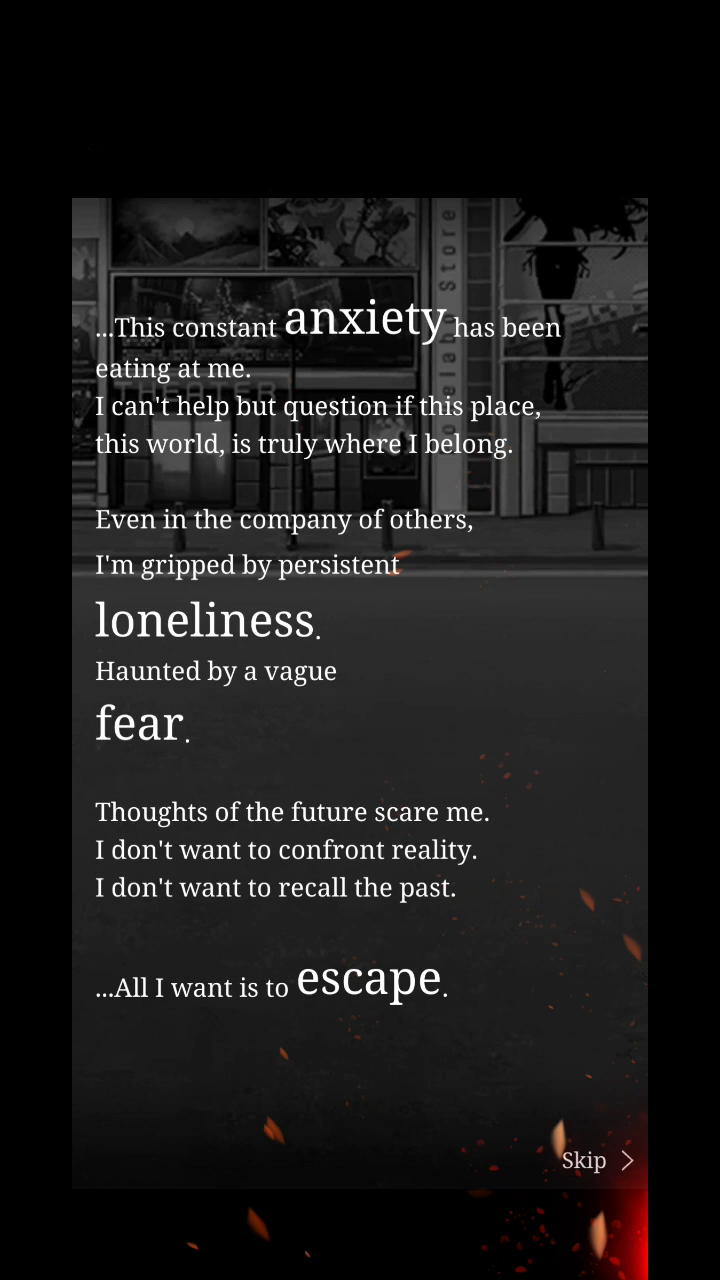 ...This constant anxiety has been
eating at me.
I can't help but question if this place,
this world, is truly where I belong.
Even in the company of others,
I'm gripped by persistent
loneliness.
Haunted by a vague
fear.
Thoughts of the future scare me.
I don't want to confront reality.
I don't want to recall the past.
...All I want is to escape.
Skip
THEATER
Store